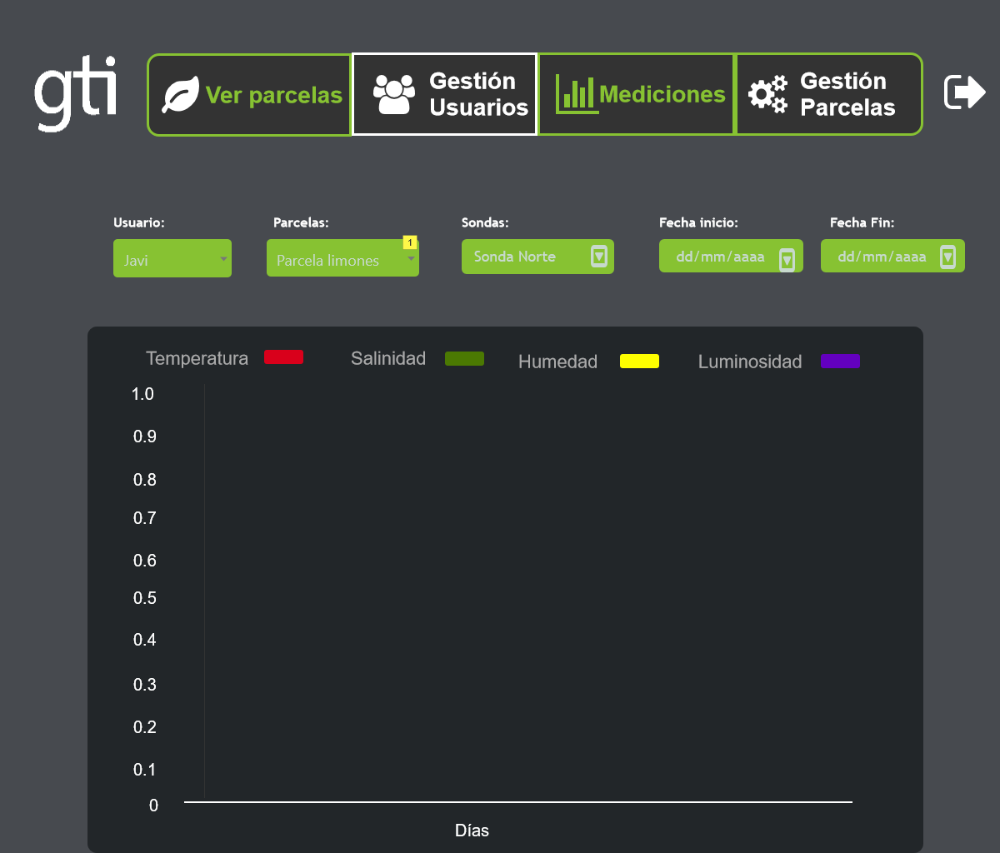 gti
Ver parcelas
Gestión
Usuarios
Mediciones
Gestión
Parcelas
Usuario:
Parcelas:
Sondas:
Fecha inicio:
Fecha Fin:
Javi
Parcela limones
1
Sonda Norte
dd/mm/aaaa
dd/mm/aaaa
Temperatura
Salinidad
Humedad
Luminosidad
1.0
0.9
0.8
0.7
0.6
0.5
0.4
0.3
0.2
0.1
0
Días